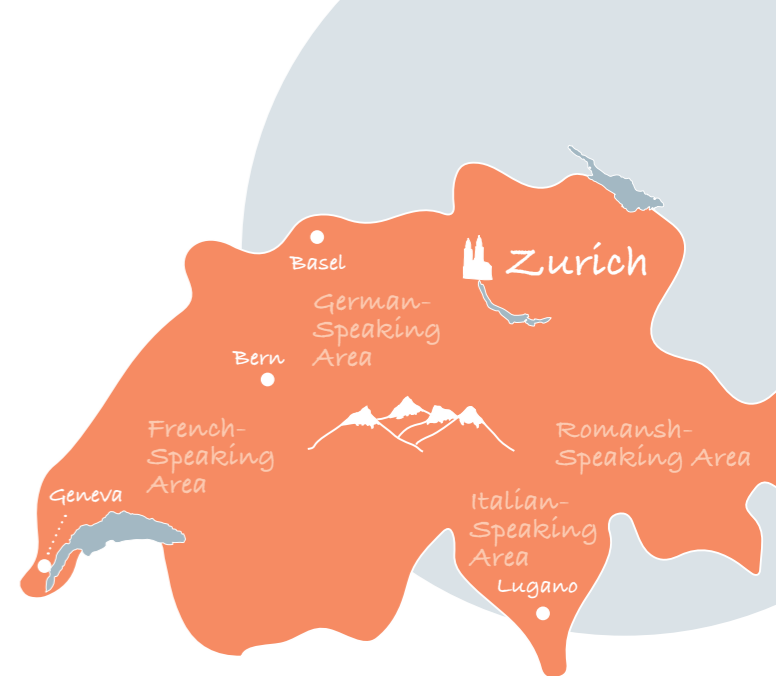 Zurich
Basel
German-
Speaking
Area
Bern
French-
Speaking
Area
Romansh-
Speaking Area
Geneva
Italian-
Speaking
Area
Lugano